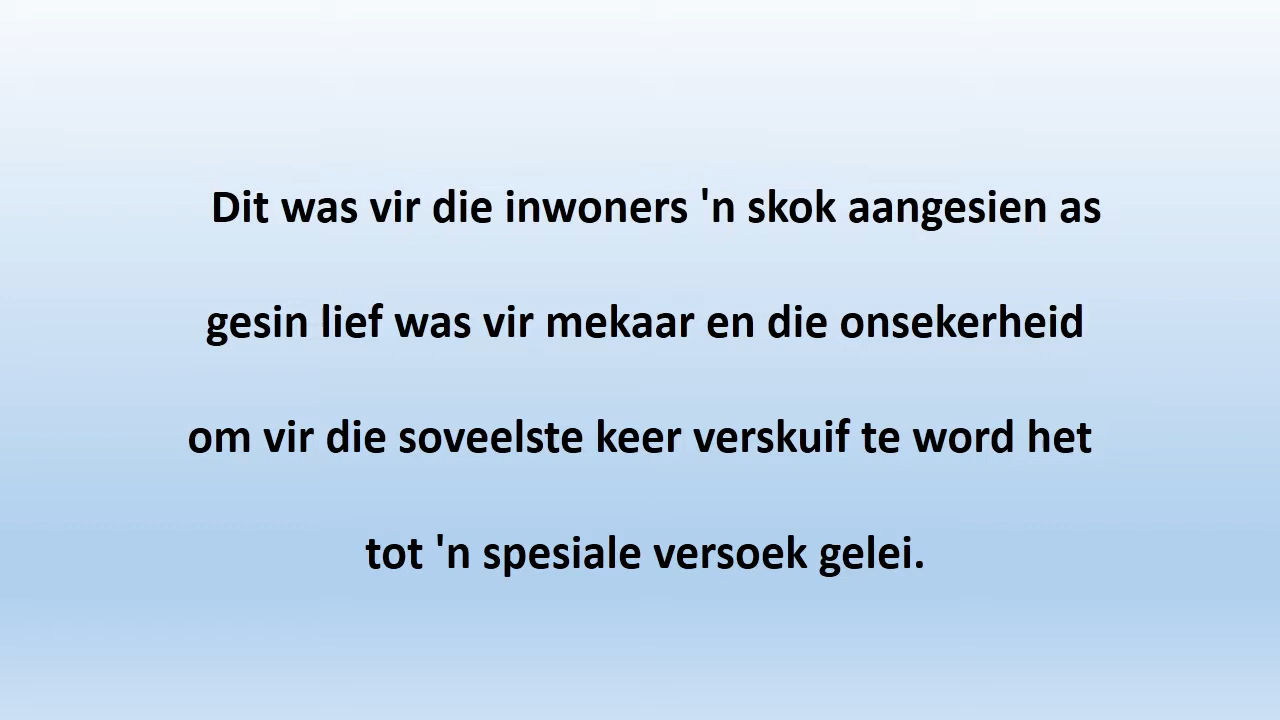 Dit was vir die inwoners 'n skok aangesien as
gesin lief was vir mekaar en die onsekerheid
om vir die soveelste keer verskuif te word het
tot 'n spesiale versoek gelei.